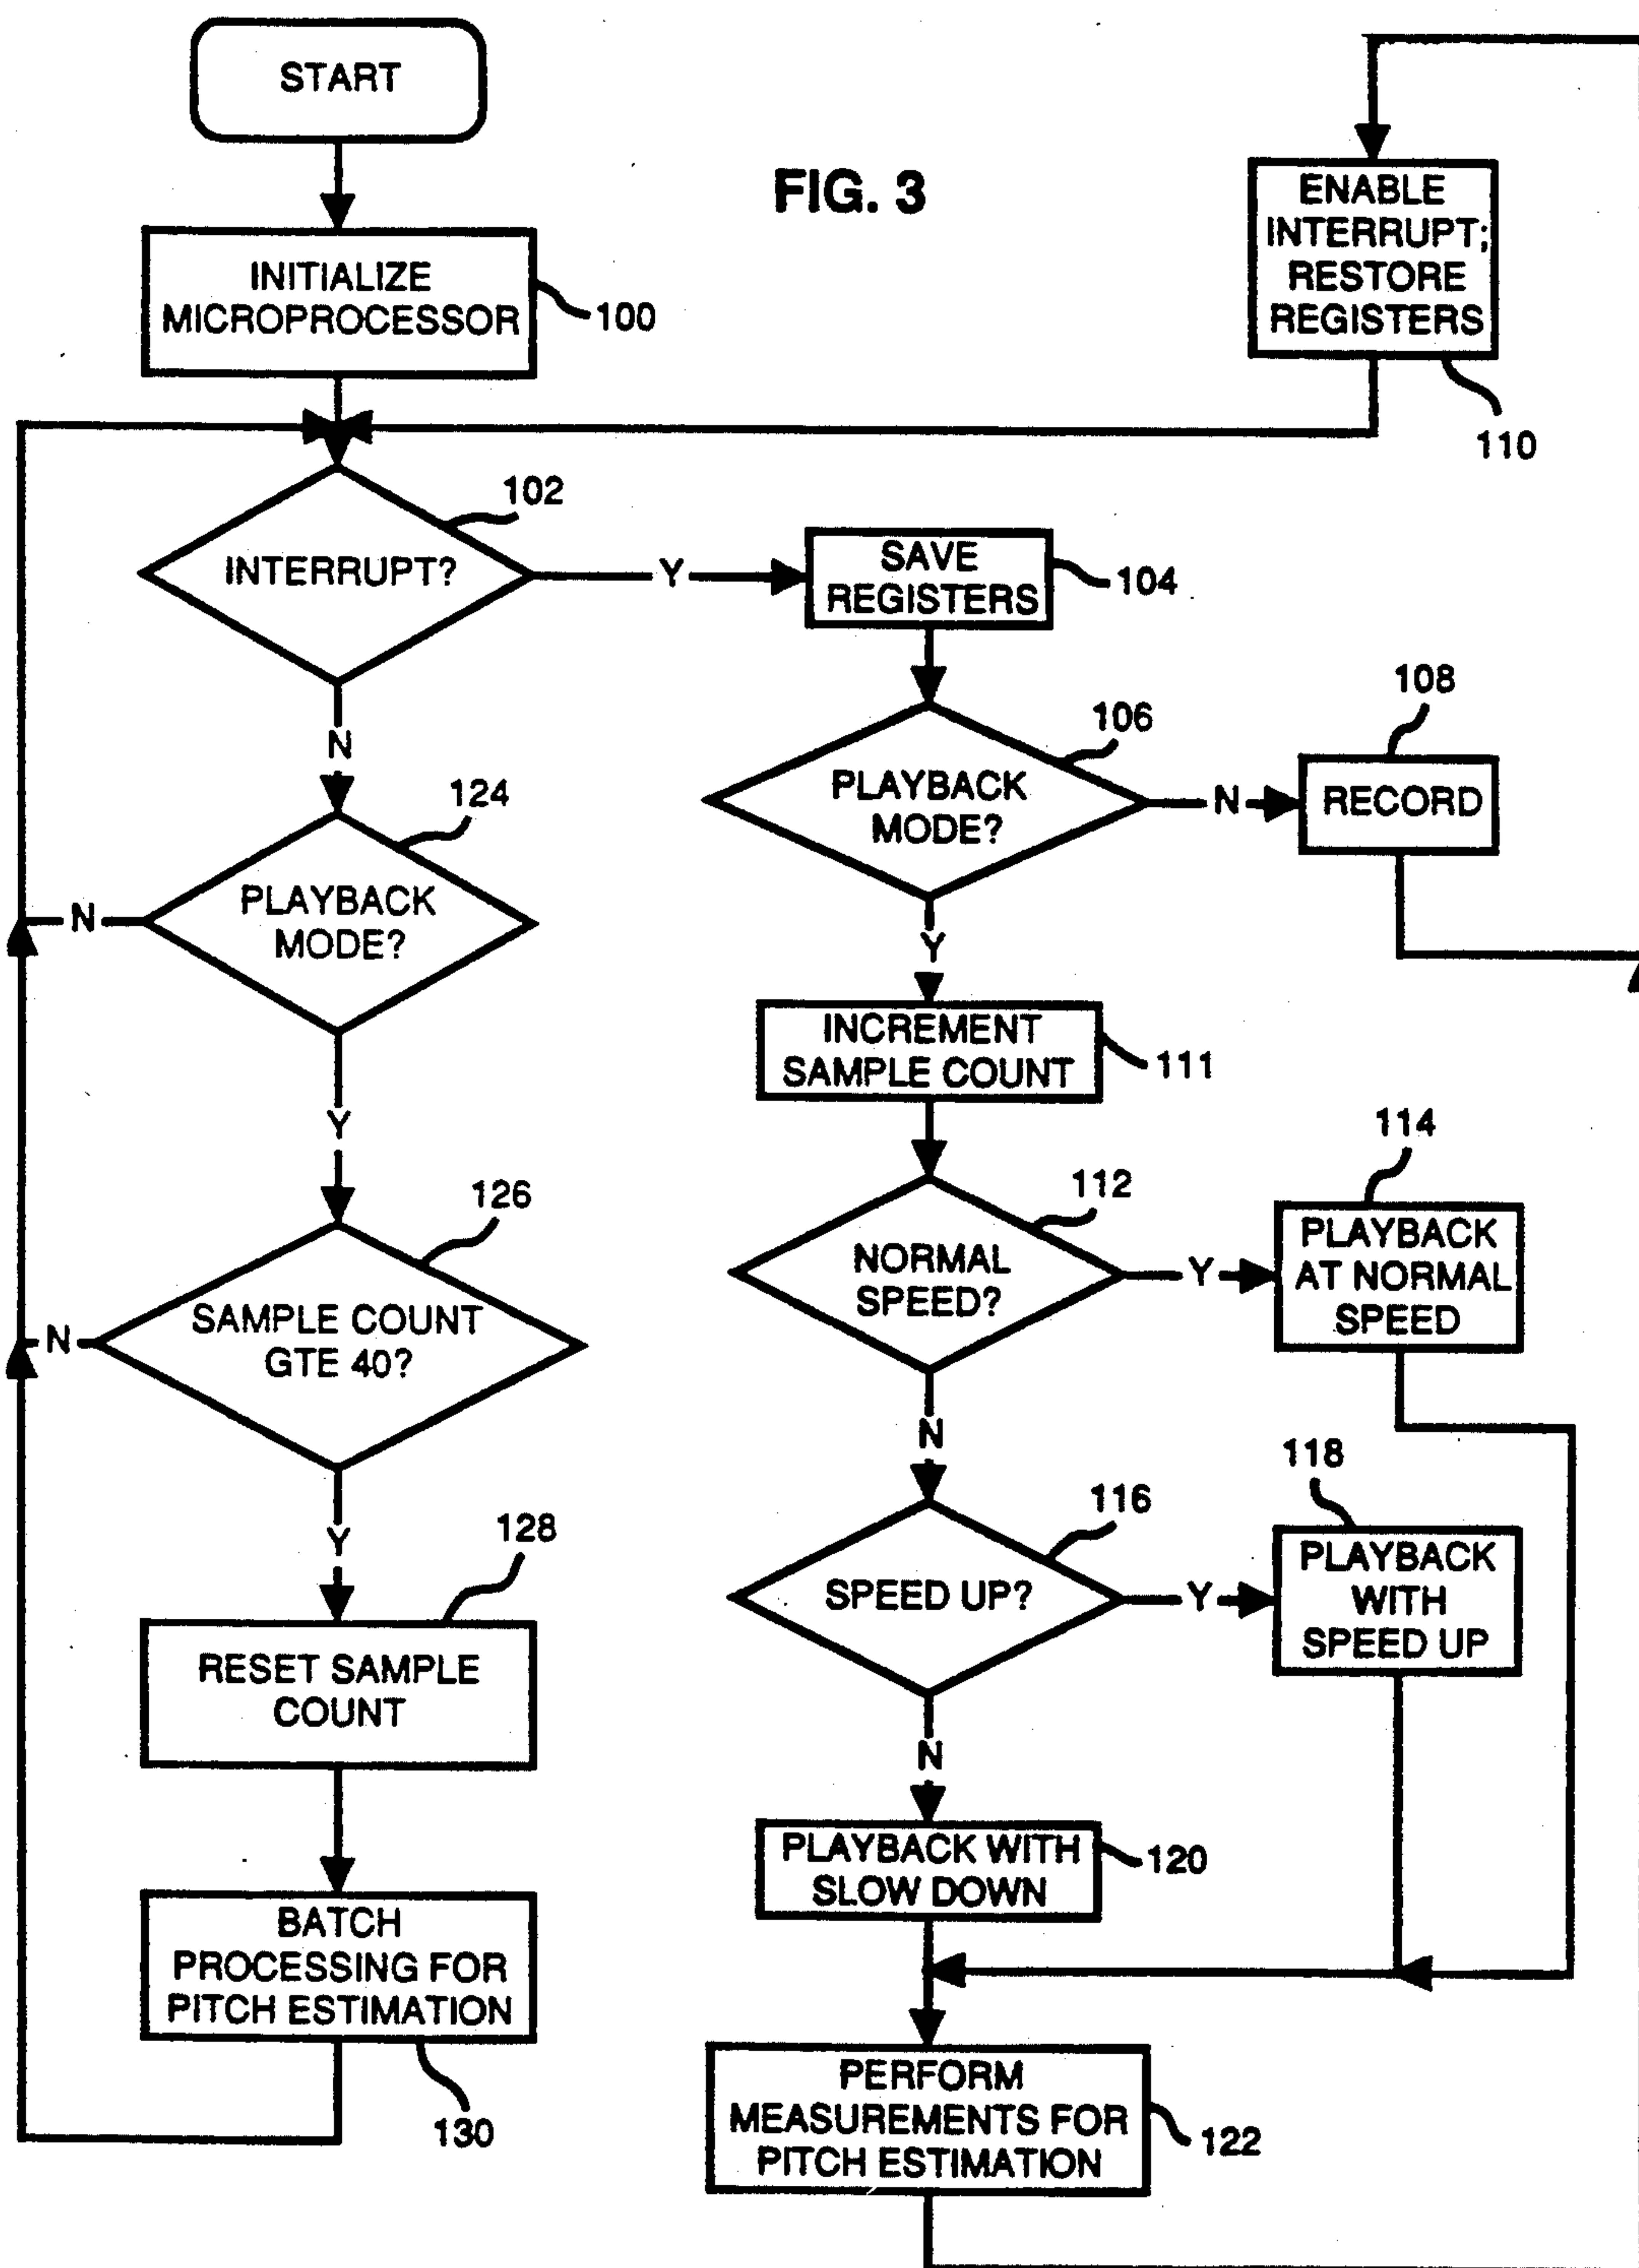 START
FIG. 3
ENABLE
INTERRUPT;
RESTORE
REGISTERS
110
INITIALIZE
MICROPROCESSOR
100
102
INTERRUPT?
Y
SAVE
REGISTERS
104
N
106
PLAYBACK
MODE?
N
108
RECORD
124
PLAYBACK
MODE?
N
Y
INCREMENT
SAMPLE COUNT
111
Y
126
SAMPLE COUNT
GTE 40?
N
112
NORMAL
SPEED?
Y
114
PLAYBACK
AT NORMAL
SPEED
N
116
SPEED UP?
Y
118
PLAYBACK
WITH
SPEED UP
Y
128
RESET SAMPLE
COUNT
N
PLAYBACK WITH
SLOW DOWN
120
BATCH
PROCESSING FOR
PITCH ESTIMATION
130
PERFORM
MEASUREMENTS FOR
PITCH ESTIMATION
122